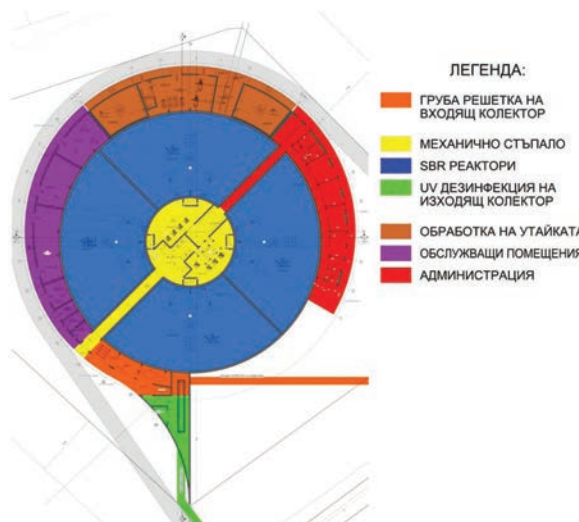 ЛЕГЕНДА:
ГРУБА РЕШЕТКА НА
ВХОДЯЩ КОЛЕКТОР
МЕХАНИЧНО СТЪПАЛО
SBR РЕАКТОРИ
UV ДЕЗИНФЕКЦИЯ НА
ИЗХОДЯЩ КОЛЕКТОР
ОБРАБОТКА НА УТАЙКАТА
ОБСЛУЖВАЩИ ПОМЕЩЕНИЯ
АДМИНИСТРАЦИЯ